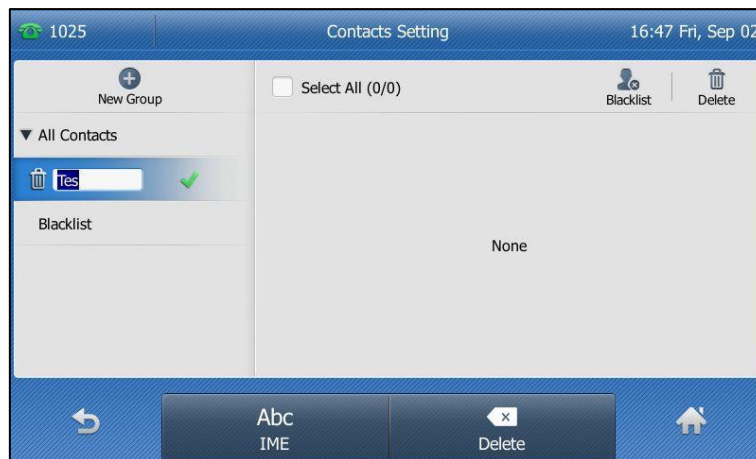 1025 Contacts Setting 16:47 Fri, Sep 02
New Group
Select All (0/0)
Blacklist
Delete
All Contacts
Tes
Blacklist
None
Abc
IME
Delete